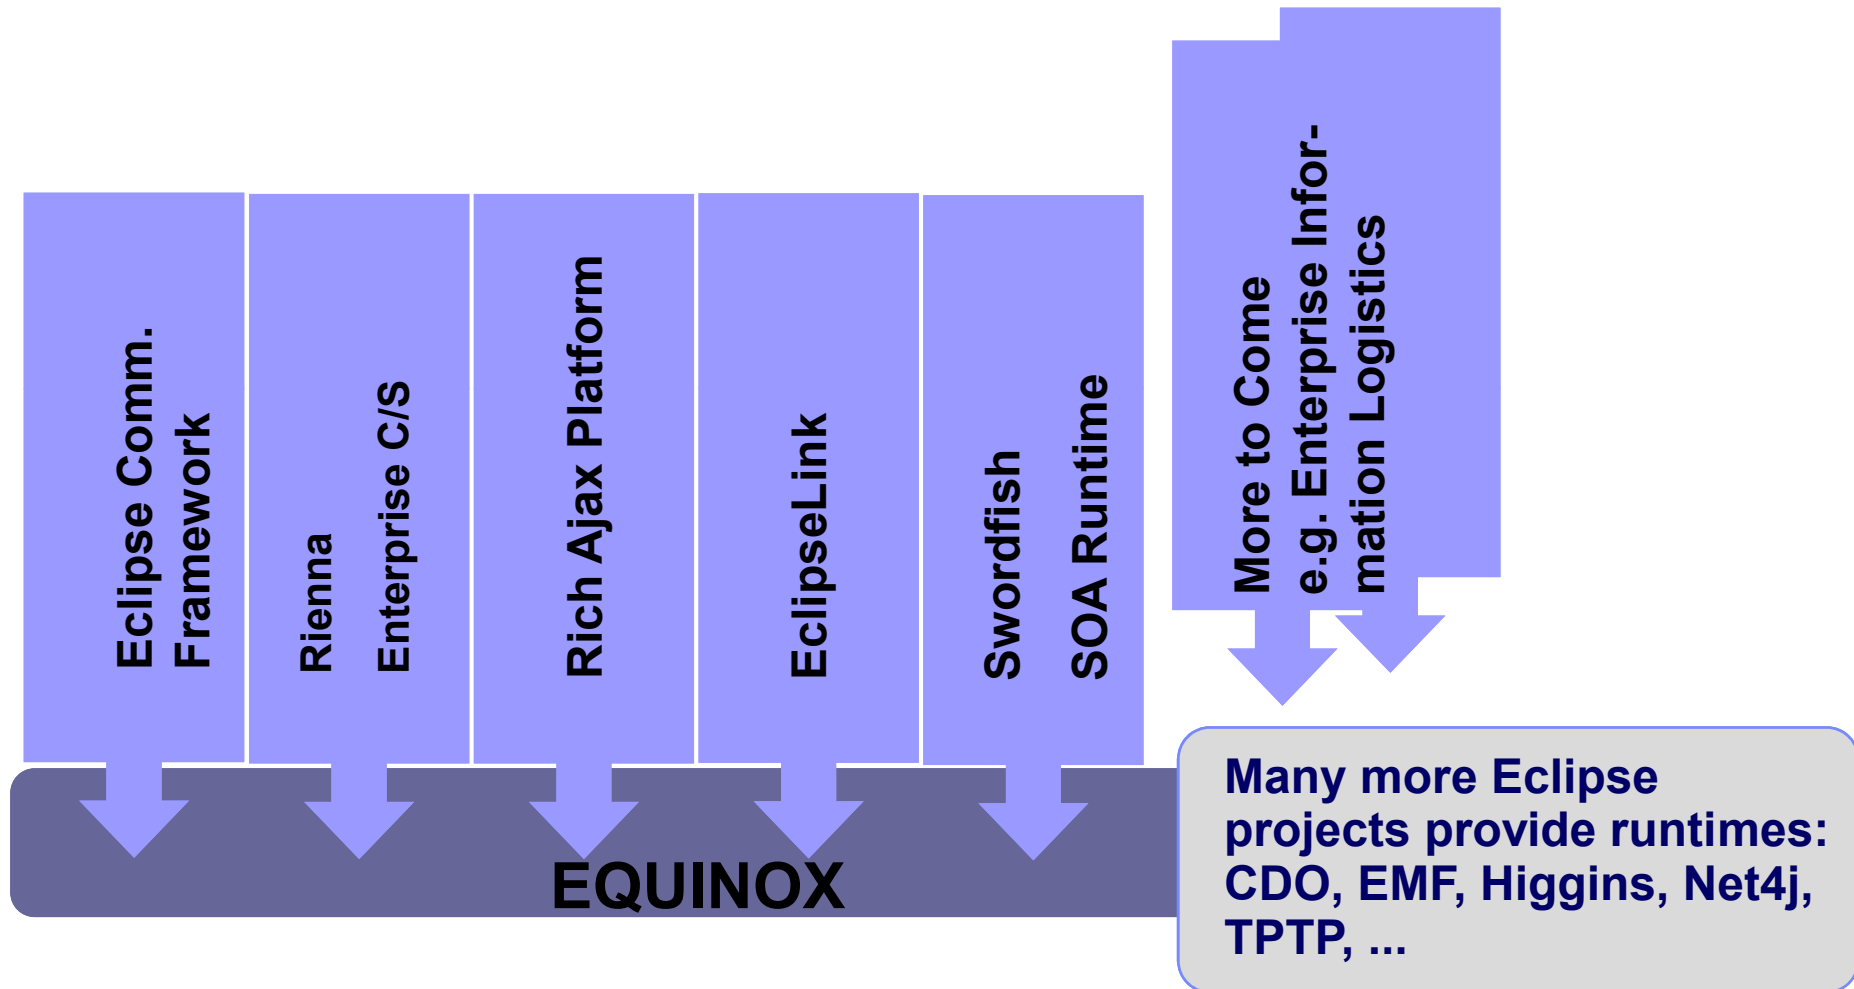 Eclipse Comm.
Framework
Rienna
Enterprise C/S
Rich Ajax Platform
EclipseLink
Swordfish
SOA Runtime
More to Come
e.g. Enterprise Infor-
mation Logistics
EQUINOX
Many more Eclipse
projects provide runtimes:
CDO, EMF, Higgins, Net4j,
TPTP, ...